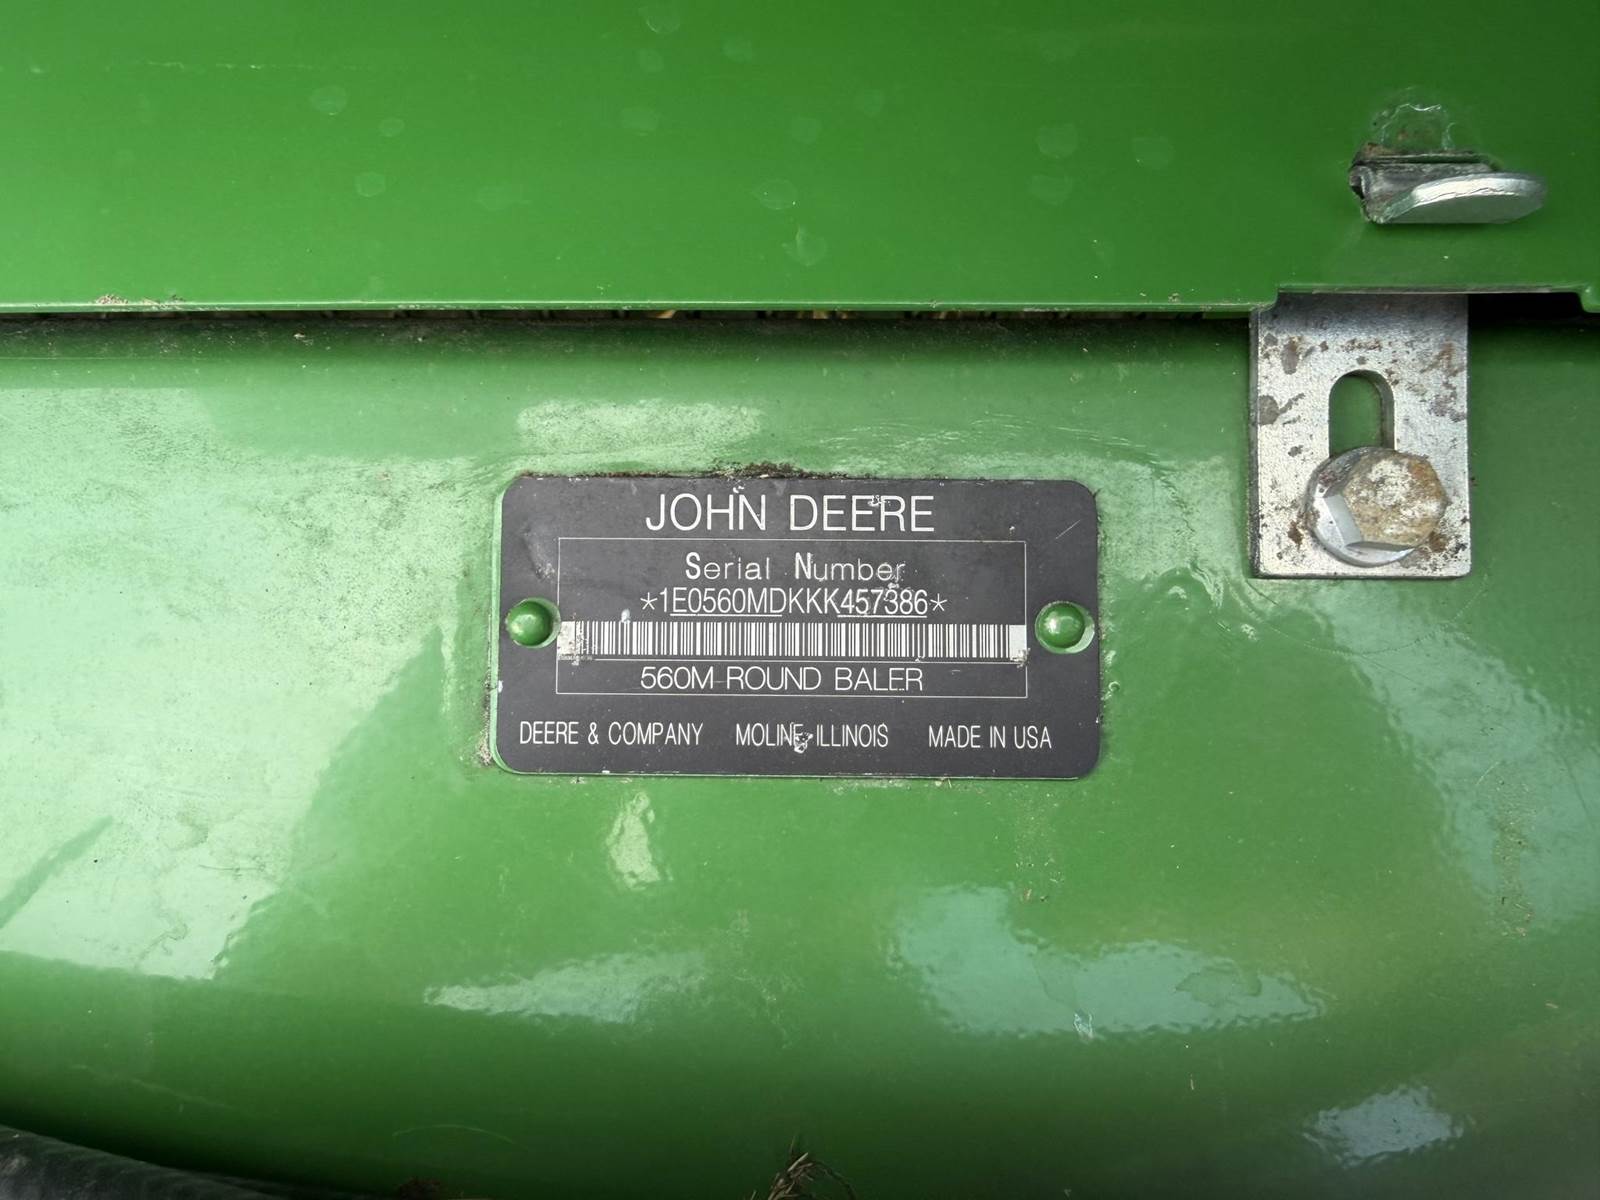 JOHN DEERE
Serial Number
*1E0560MDKKK457386*
560M ROUND BALER
DEERE & COMPANY MOLINE, ILLINOIS MADE IN USA